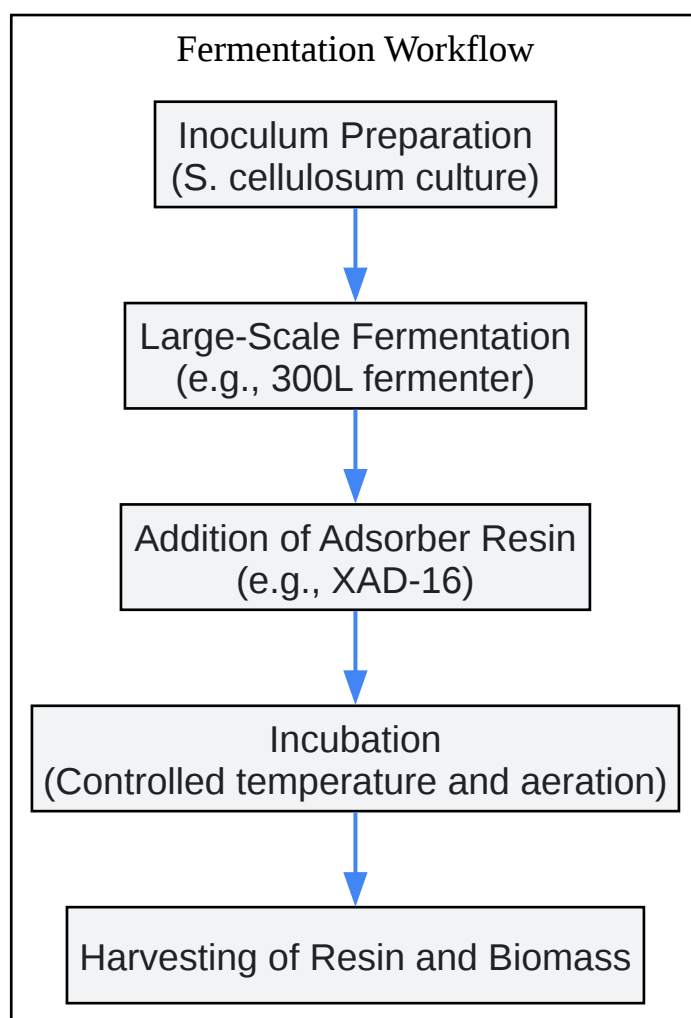 Fermentation Workflow
Inoculum Preparation
(S. cellulosum culture)
Large-Scale Fermentation
(e.g., 300L fermenter)
Addition of Adsorber Resin
(e.g., XAD-16)
Incubation
(Controlled temperature and aeration)
Harvesting of Resin and Biomass